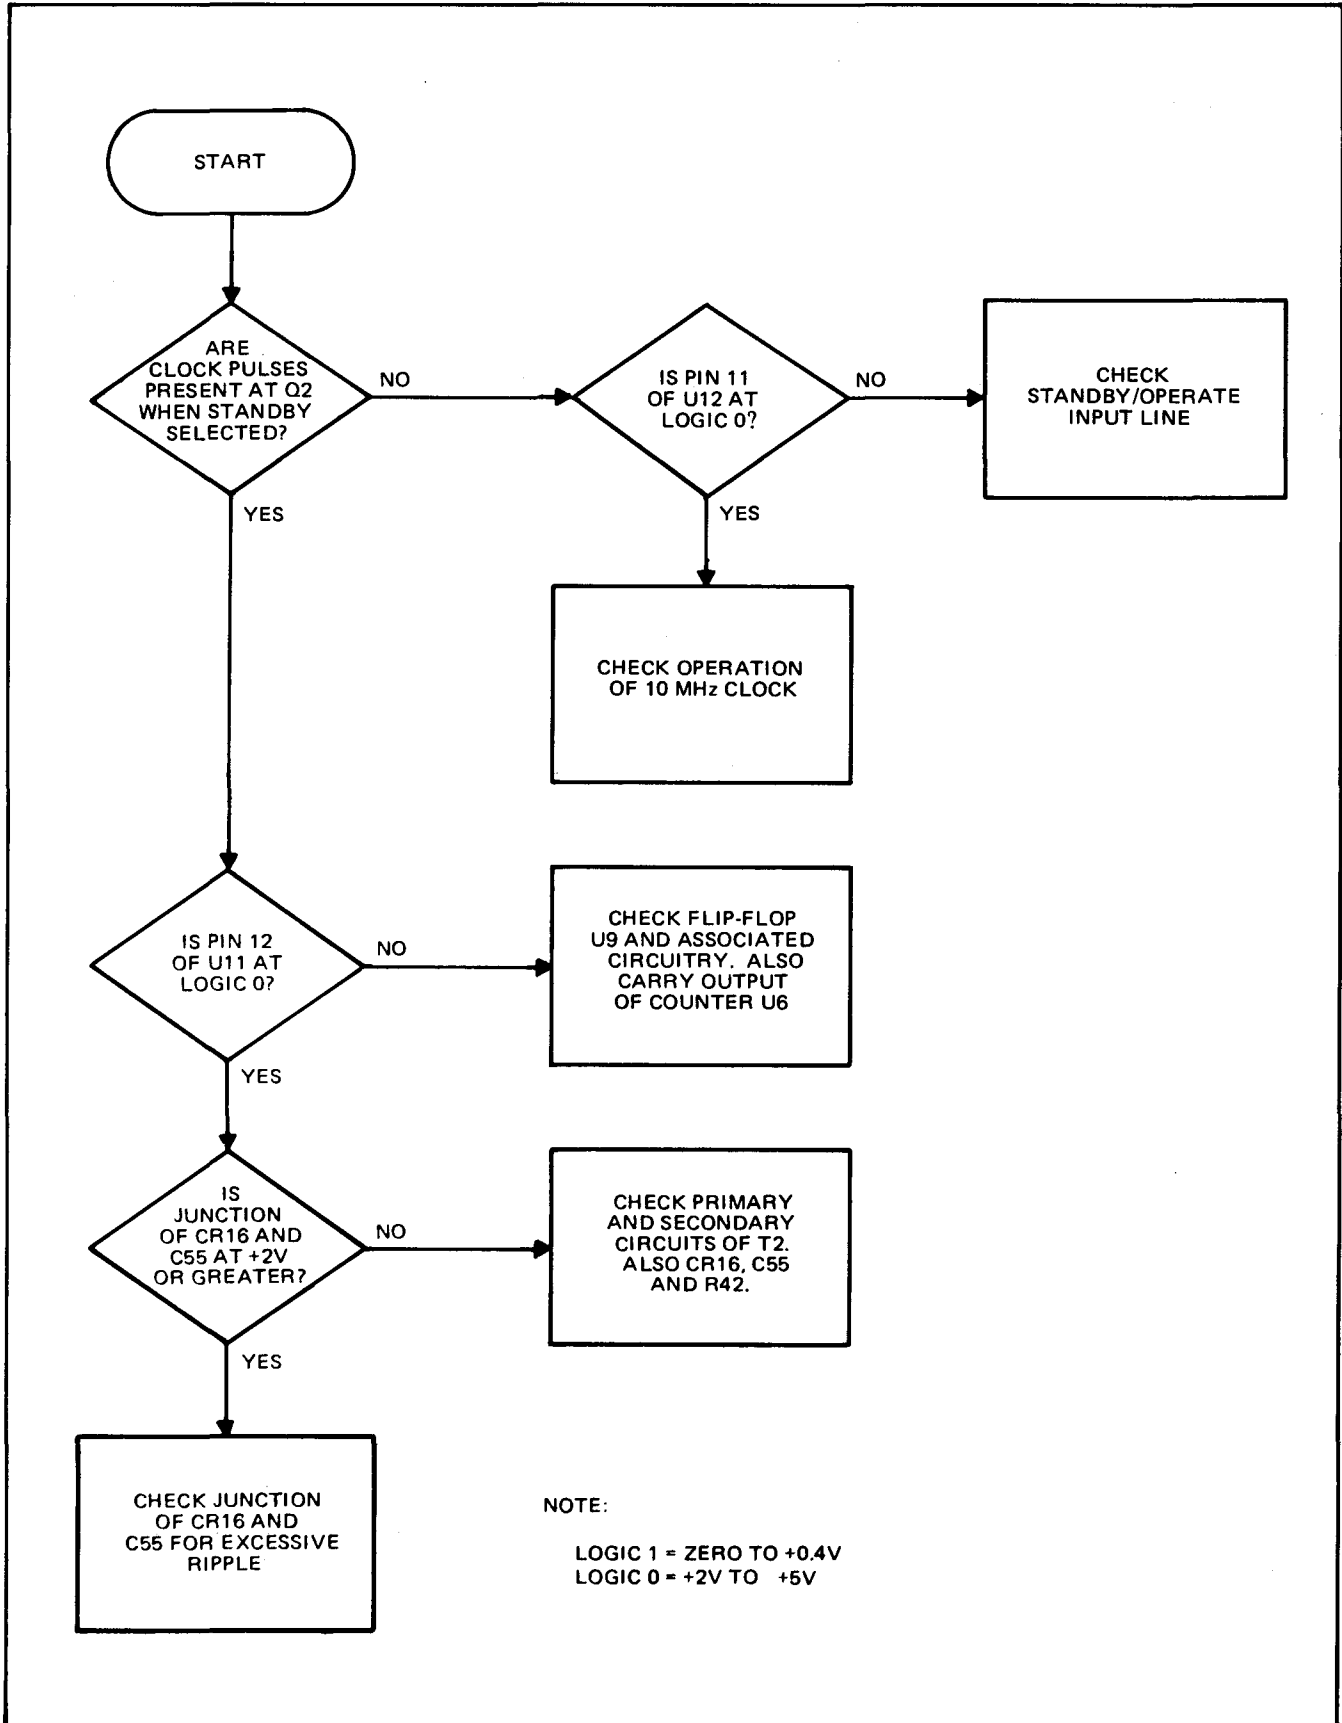 START
ARE
CLOCK PULSES
PRESENT AT Q2
WHEN STANDBY
SELECTED?
NO
IS PIN 11
OF U12 AT
LOGIC 0?
NO
CHECK
STANDBY/OPERATE
INPUT LINE
YES
YES
CHECK OPERATION
OF 10 MHz CLOCK
IS PIN 12
OF U11 AT
LOGIC 0?
NO
CHECK FLIP-FLOP
U9 AND ASSOCIATED
CIRCUITRY. ALSO
CARRY OUTPUT
OF COUNTER U6
YES
IS
JUNCTION
OF CR16 AND
C55 AT +2V
OR GREATER?
NO
CHECK PRIMARY
AND SECONDARY
CIRCUITS OF T2.
ALSO CR16, C55
AND R42.
YES
CHECK JUNCTION
OF CR16 AND
C55 FOR EXCESSIVE
RIPPLE
NOTE:
LOGIC 1 = ZERO TO +0.4V
LOGIC 0 = +2V TO +5V